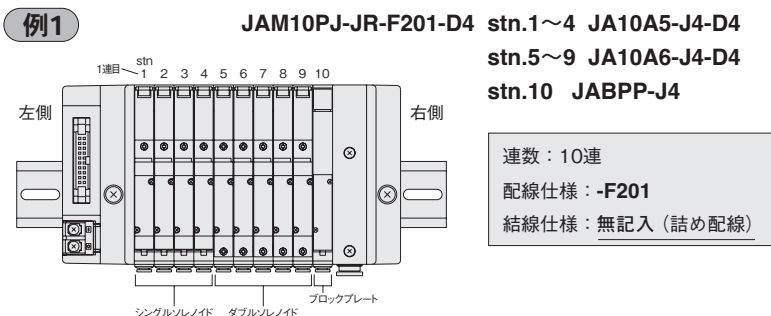 例1
JAM10PJ-JR-F201-D4 stn.1～4 JA10A5-J4-D4
stn.5～9 JA10A6-J4-D4
stn.10 JABPP-J4
stn
1連目 1 2 3 4 5 6 7 8 9 10
左側
右側
連数：10連
配線仕様：-F201
結線仕様：無記入（詰め配線）
シングルソレノイド ダブルソレノイド ブロックプレート